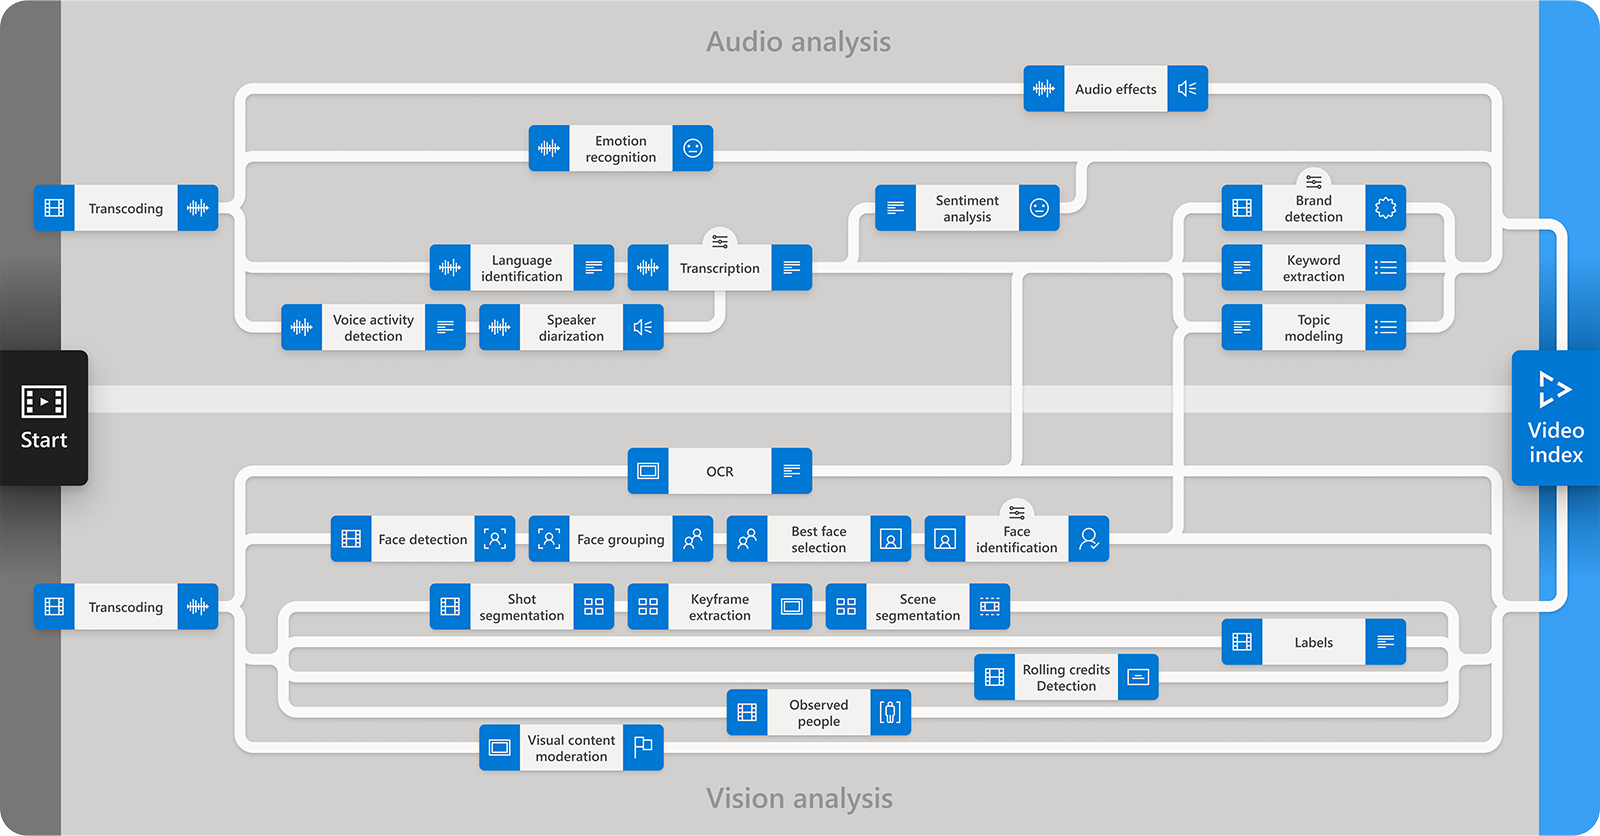 Audio analysis
Audio effects
Emotion
recognition
Transcoding
Sentiment
analysis
Brand
detection
Language
identification
Transcription
Keyword
extraction
Voice activity
detection
Speaker
diarization
Topic
modeling
Start
Video
index
OCR
Face detection
Face grouping
Best face
selection
Face
identification
Transcoding
Shot
segmentation
Keyframe
extraction
Scene
segmentation
Labels
Rolling credits
Detection
Observed
people
Visual content
moderation
Vision analysis